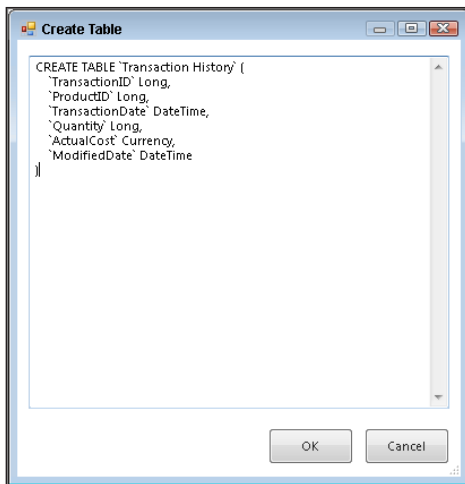 Create Table
CREATE TABLE `Transaction History` (
`TransactionID` Long,
`ProductID` Long,
`TransactionDate` DateTime,
`Quantity` Long,
`ActualCost` Currency,
`ModifiedDate` DateTime
)
OK Cancel